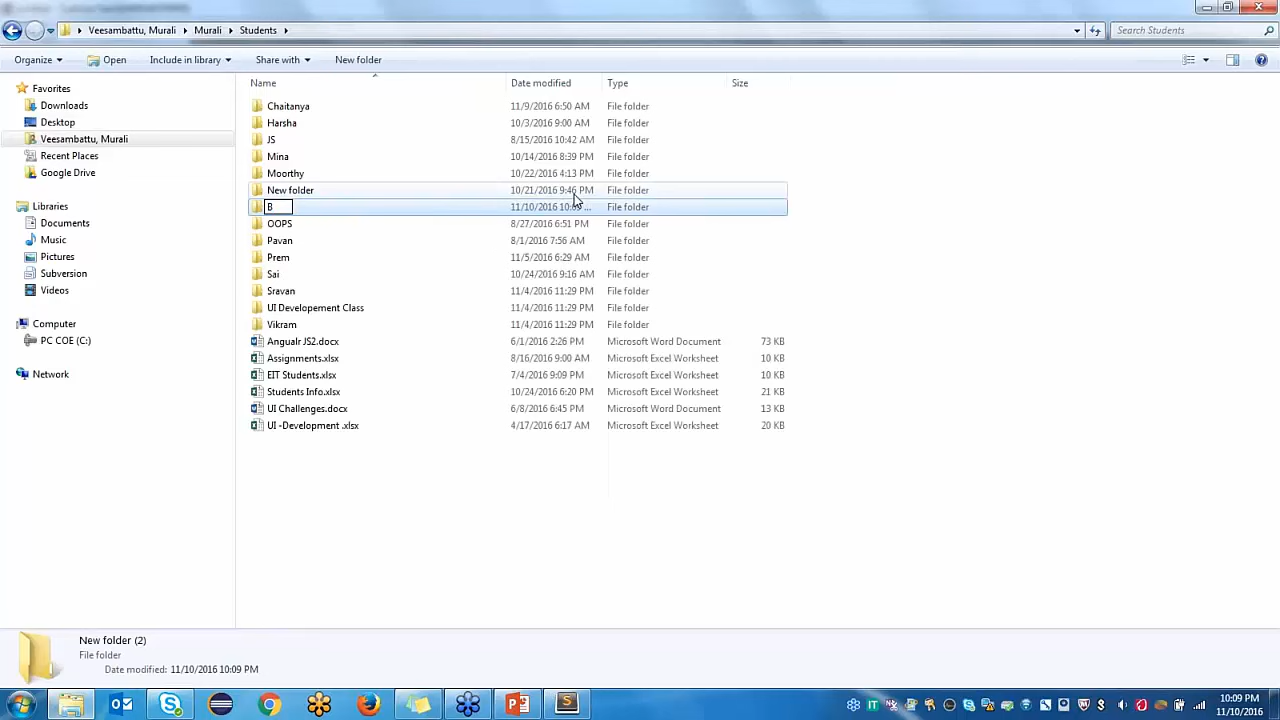 Veesambattu, Murali Murali Students Search Students
Organize Open Include in library Share with New folder
Favorites
Downloads
Desktop
Veesambattu, Murali
Recent Places
Google Drive
Libraries
Documents
Music
Pictures
Subversion
Videos
Computer
PC COE (C:)
Network
Name Date modified Type Size
Chaitanya 11/9/2016 6:50 AM File folder
Harsha 10/3/2016 9:00 AM File folder
JS 8/15/2016 10:42 AM File folder
Mina 10/14/2016 8:39 PM File folder
Moorthy 10/22/2016 4:13 PM File folder
New folder 10/21/2016 9:46 PM File folder
B 11/10/2016 10:09 ... File folder
OOPS 8/27/2016 6:51 PM File folder
Pavan 8/1/2016 7:56 AM File folder
Prem 11/5/2016 6:29 AM File folder
Sai 10/24/2016 9:16 AM File folder
Sravan 11/4/2016 11:29 PM File folder
UI Developement Class 11/4/2016 11:29 PM File folder
Vikram 11/4/2016 11:29 PM File folder
Angualr JS2.docx 6/1/2016 2:26 PM Microsoft Word Document 73 KB
Assignments.xlsx 8/16/2016 9:00 AM Microsoft Excel Worksheet 10 KB
EIT Students.xlsx 7/4/2016 9:09 PM Microsoft Excel Worksheet 10 KB
Students Info.xlsx 10/24/2016 6:20 PM Microsoft Excel Worksheet 21 KB
UI Challenges.docx 6/8/2016 6:45 PM Microsoft Word Document 13 KB
UI -Development .xlsx 4/17/2016 6:17 AM Microsoft Excel Worksheet 20 KB
New folder (2)
File folder
Date modified: 11/10/2016 10:09 PM
10:09 PM
11/10/2016